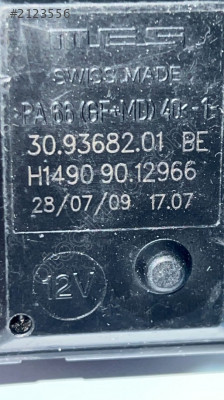 #2123556
MES
SWISS MADE
PA 66 (GF+MD) 40<-1
30.93682.01 BE
H1490 90.12966
28/07/09 17.07
12V